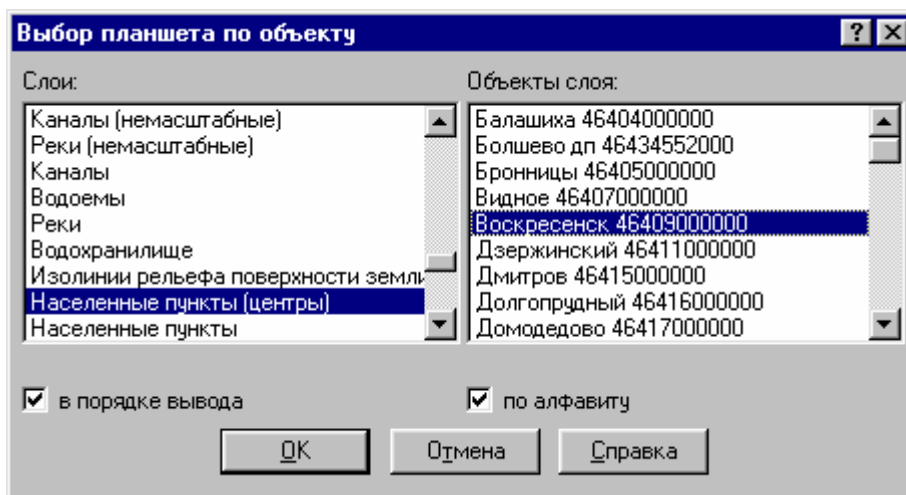 Выбор планшета по объекту
Слои:
Каналы (немасштабные)
Реки (немасштабные)
Каналы
Водоемы
Реки
Водохранилище
Изолинии рельефа поверхности земли
Населенные пункты (центры)
Населенные пункты
в порядке вывода
Объекты слоя:
Балашиха 46404000000
Болшево дп 46434552000
Бронницы 46405000000
Видное 46407000000
Воскресенск 46409000000
Дзержинский 46411000000
Дмитров 46415000000
Долгопрудный 46416000000
Домодедово 46417000000
по алфавиту
OK
Отмена
Справка